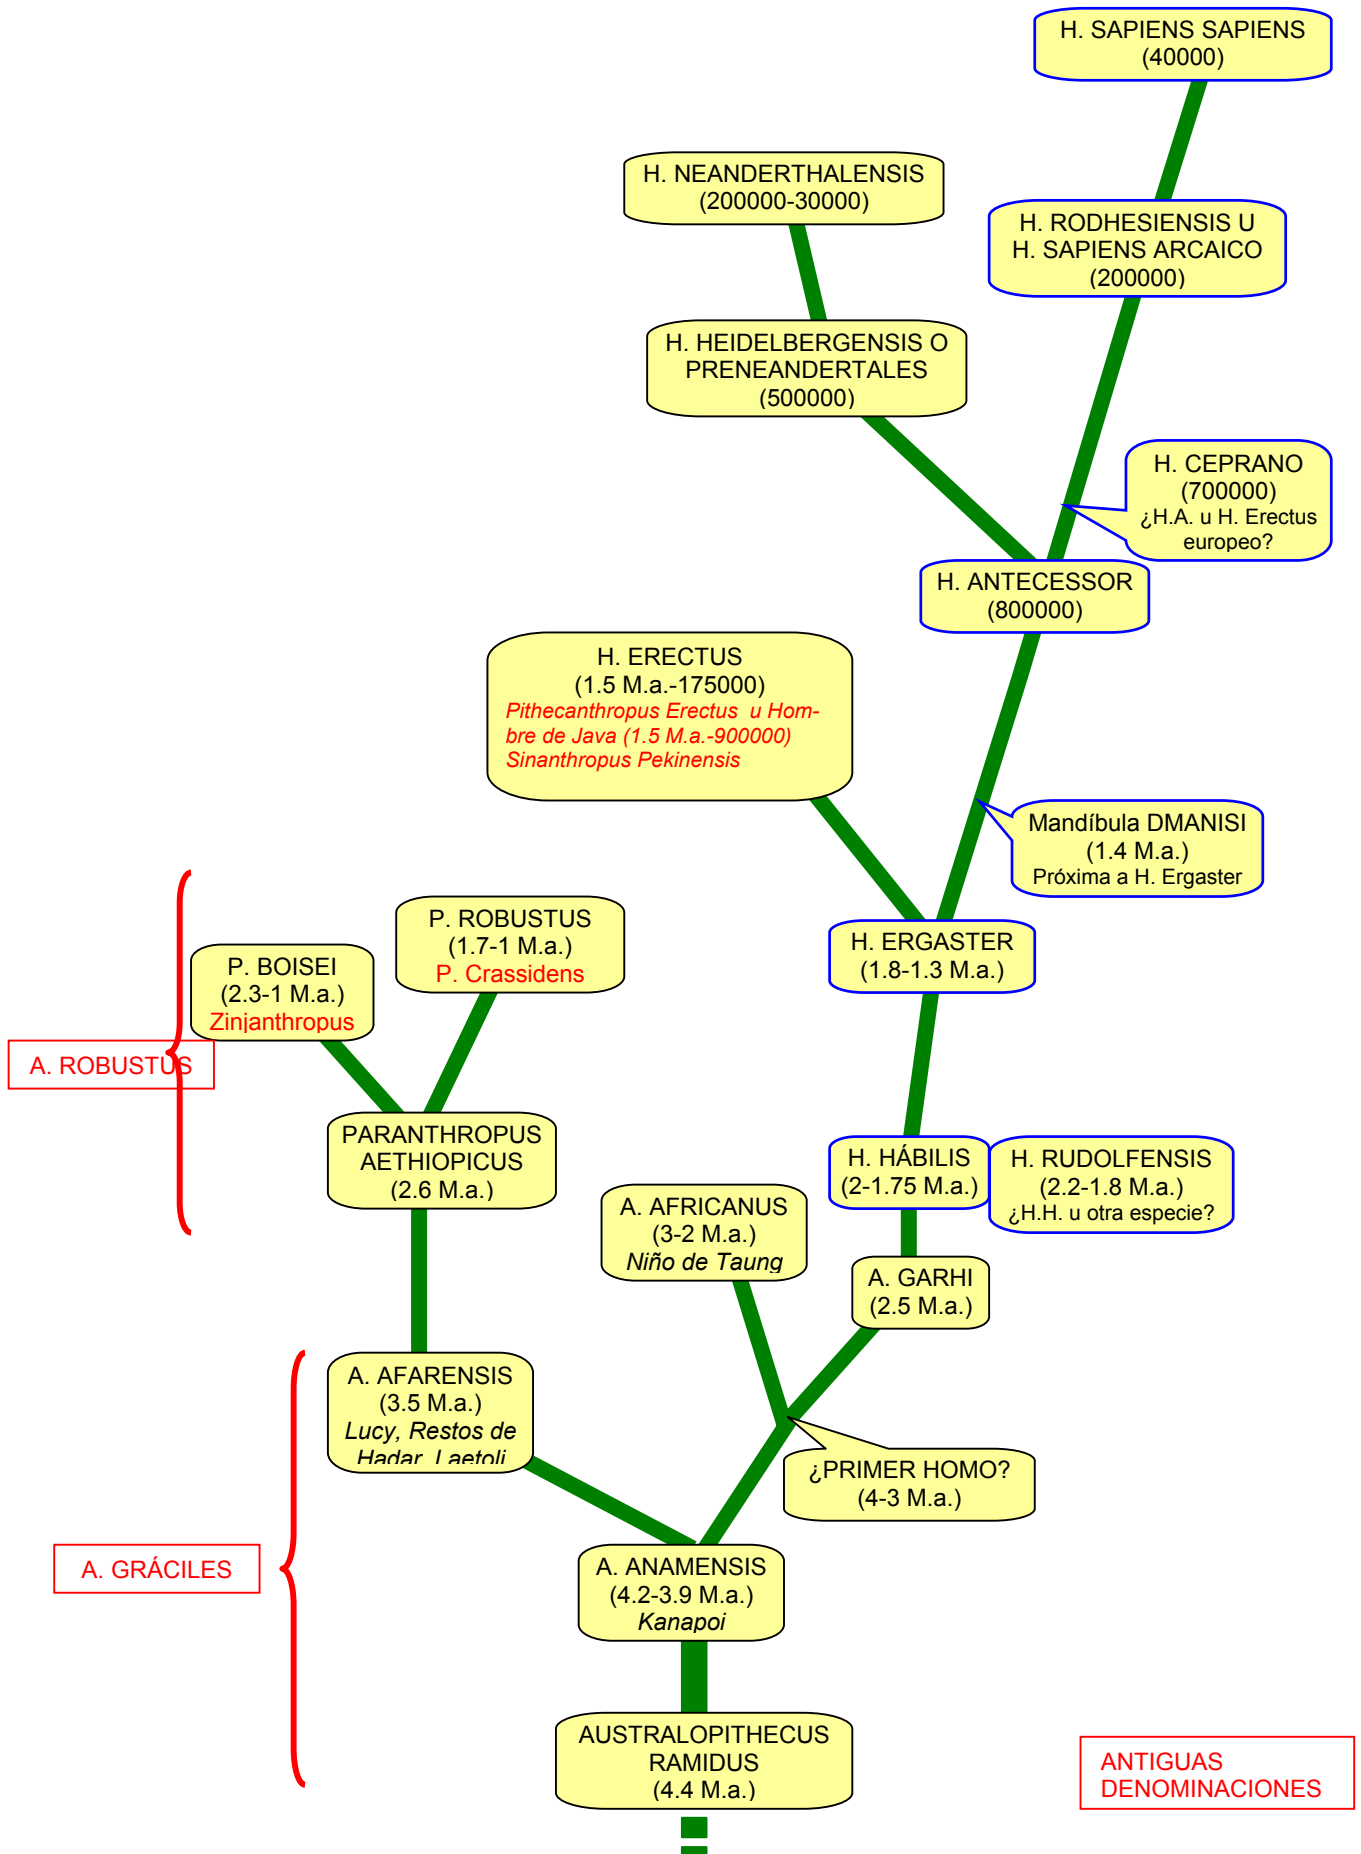 H. SAPIENS SAPIENS
(40000)
H. NEANDERTHALENSIS
(200000-30000)
H. RODHESIENSIS U
H. SAPIENS ARCAICO
(200000)
H. HEIDELBERGENSIS O
PRENEANDERTALES
(500000)
H. CEPRANO
(700000)
¿H.A. u H. Erectus
europeo?
H. ANTECESSOR
(800000)
H. ERECTUS
(1.5 M.a.-175000)
Pithecanthropus Erectus u Hom-
bre de Java (1.5 M.a.-900000)
Sinanthropus Pekinensis
Mandíbula DMANISI
(1.4 M.a.)
Próxima a H. Ergaster
P. ROBUSTUS
(1.7-1 M.a.)
P. Crassidens
H. ERGASTER
(1.8-1.3 M.a.)
P. BOISEI
(2.3-1 M.a.)
Zinjanthropus
A. ROBUSTUS
PARANTHROPUS
AETHIOPICUS
(2.6 M.a.)
H. HÁBILIS
(2-1.75 M.a.)
H. RUDOLFENSIS
(2.2-1.8 M.a.)
¿H.H. u otra especie?
A. AFRICANUS
(3-2 M.a.)
Niño de Taung
A. GARHI
(2.5 M.a.)
A. AFARENSIS
(3.5 M.a.)
Lucy, Restos de
Hadar, Laetoli
¿PRIMER HOMO?
(4-3 M.a.)
A. GRÁCILES
A. ANAMENSIS
(4.2-3.9 M.a.)
Kanapoi
AUSTRALOPITHECUS
RAMIDUS
(4.4 M.a.)
ANTIGUAS
DENOMINACIONES